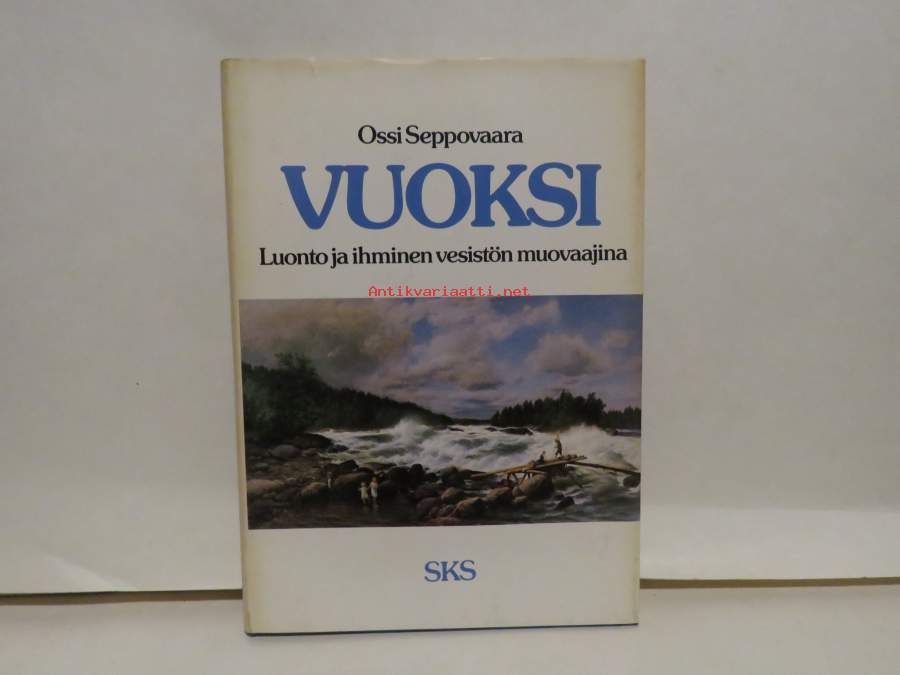 Ossi Seppovaara
VUOKSI
Luonto ja ihminen vesistön muovaajina
Antikvariaatti.net
SKS